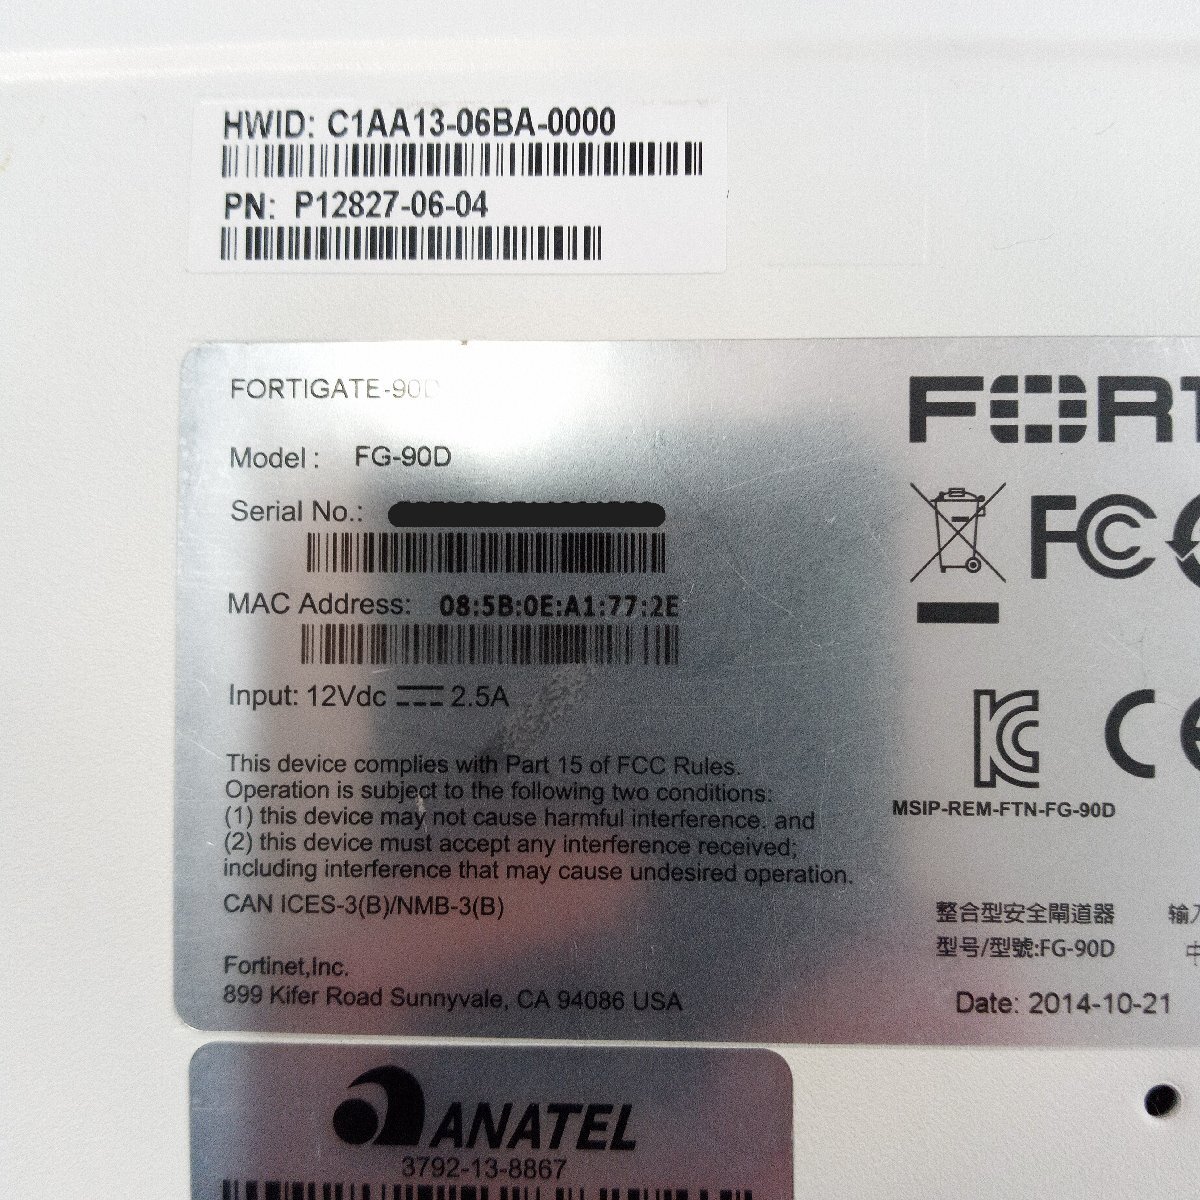 HWID: C1AA13-06BA-0000
PN: P12827-06-04
FORTIGATE-90D
Model: FG-90D
Serial No.:
MAC Address: 08:5B:0E:A1:77:2E
Input: 12Vdc 2.5A
This device complies with Part 15 of FCC Rules.
Operation is subject to the following two conditions:
(1) this device may not cause harmful interference. and
(2) this device must accept any interference received;
including interference that may cause undesired operation.
CAN ICES-3(B)/NMB-3(B)
Fortinet,Inc.
899 Kifer Road Sunnyvale, CA 94086 USA
FORT
FC
CE
MSIP-REM-FTN-FG-90D
整合型安全閘道器
输入
型号/型號:FG-90D
中
Date: 2014-10-21
ANATEL
3792-13-8867